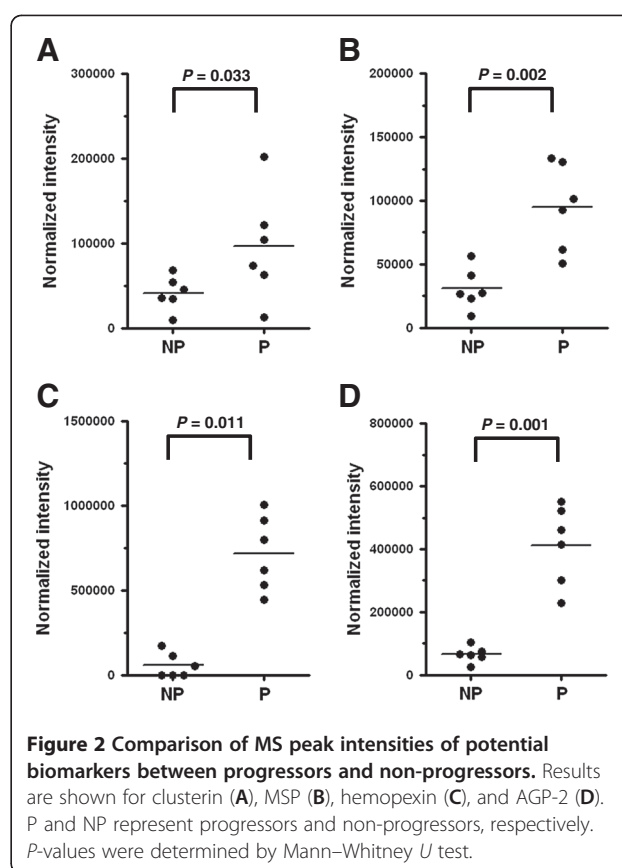 A
P = 0.033
Normalized intensity
300000
200000
100000
0
NP P
B
P = 0.002
Normalized intensity
200000
150000
100000
50000
0
NP P
C
P = 0.011
Normalized intensity
1500000
1000000
500000
0
NP P
D
P = 0.001
Normalized intensity
800000
600000
400000
200000
0
NP P
Figure 2 Comparison of MS peak intensities of potential
biomarkers between progressors and non-progressors. Results
are shown for clusterin (A), MSP (B), hemopexin (C), and AGP-2 (D).
P and NP represent progressors and non-progressors, respectively.
P-values were determined by Mann–Whitney U test.